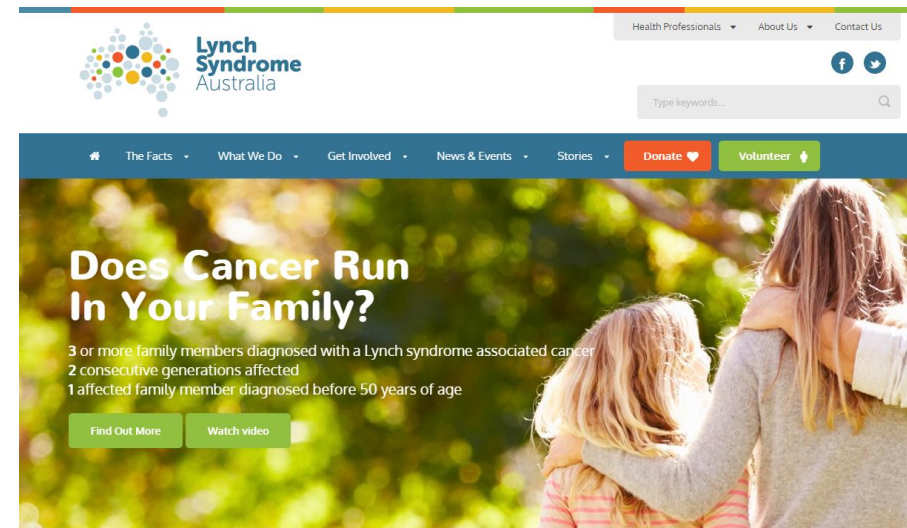 Health Professionals About Us Contact Us
Lynch
Syndrome
Australia
Type keywords...
The Facts What We Do Get Involved News & Events Stories Donate Volunteer
Does Cancer Run
In Your Family?
3 or more family members diagnosed with a Lynch syndrome associated cancer
2 consecutive generations affected
1 affected family member diagnosed before 50 years of age
Find Out More Watch video